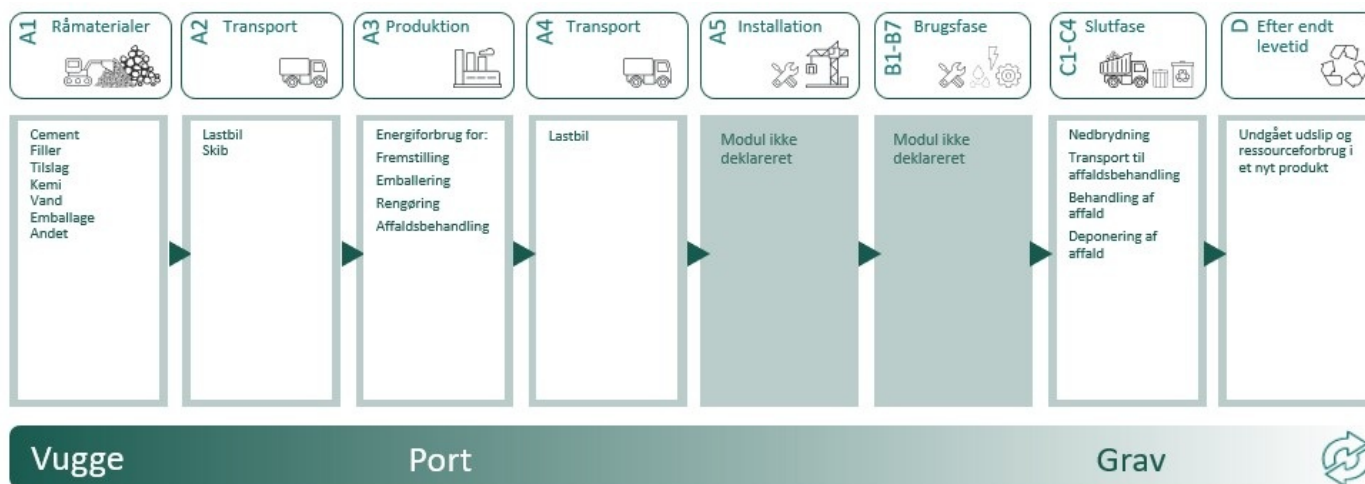 A1 Råmaterialer
A2 Transport
A3 Produktion
A4 Transport
A5 Installation
B1-B7 Brugsfase
C1-C4 Slutfase
D Efter endt
levetid
Cement
Filler
Tilslag
Kemi
Vand
Emballage
Andet
Lastbil
Skib
Energiforbrug for:
Fremstilling
Emballering
Rengøring
Affaldsbehandling
Lastbil
Modul ikke
deklareret
Modul ikke
deklareret
Nedbrydning
Transport til
affaldsbehandling
Behandling af
affald
Deponering af
affald
Undgået udslip og
ressourceforbrug i
et nyt produkt
Vugge
Port
Grav